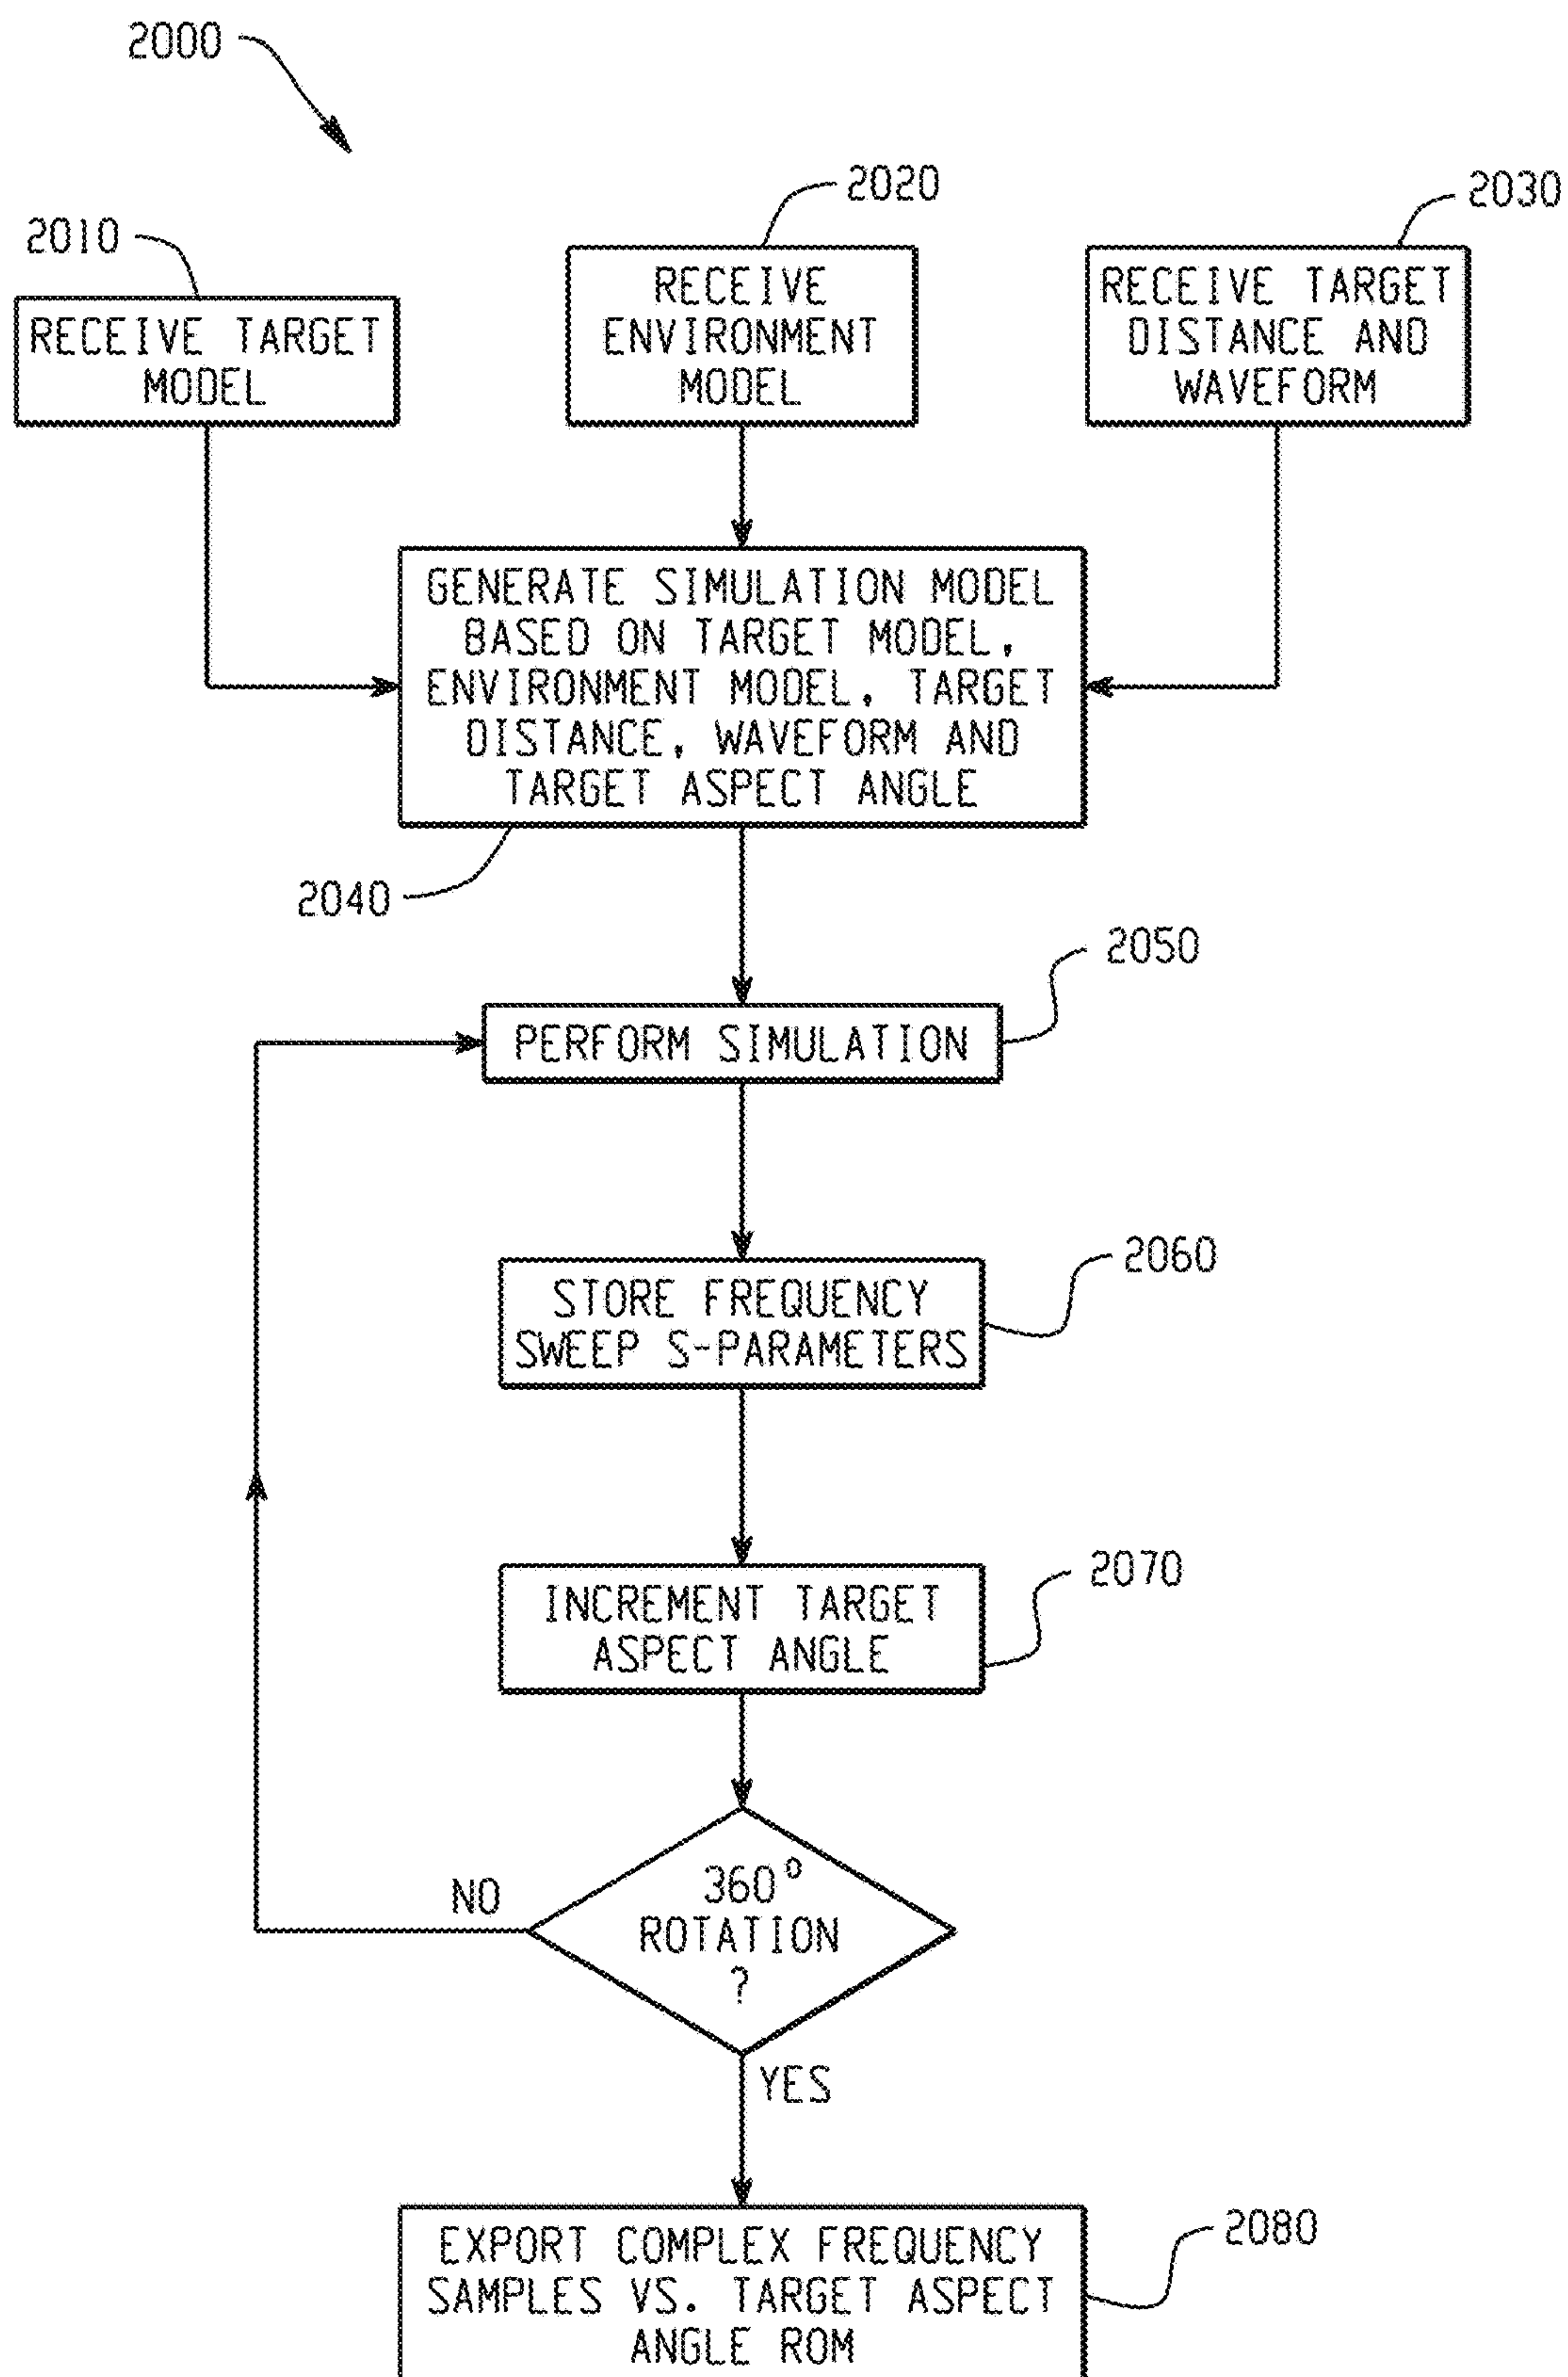 2000
2010
2020
2030
RECEIVE TARGET
MODEL
RECEIVE
ENVIRONMENT
MODEL
RECEIVE TARGET
DISTANCE AND
WAVEFORM
GENERATE SIMULATION MODEL
BASED ON TARGET MODEL,
ENVIRONMENT MODEL, TARGET
DISTANCE, WAVEFORM AND
TARGET ASPECT ANGLE
2040
2050
PERFORM SIMULATION
2060
STORE FREQUENCY
SWEEP S-PARAMETERS
2070
INCREMENT TARGET
ASPECT ANGLE
360°
ROTATION
?
NO
YES
2080
EXPORT COMPLEX FREQUENCY
SAMPLES VS. TARGET ASPECT
ANGLE ROM